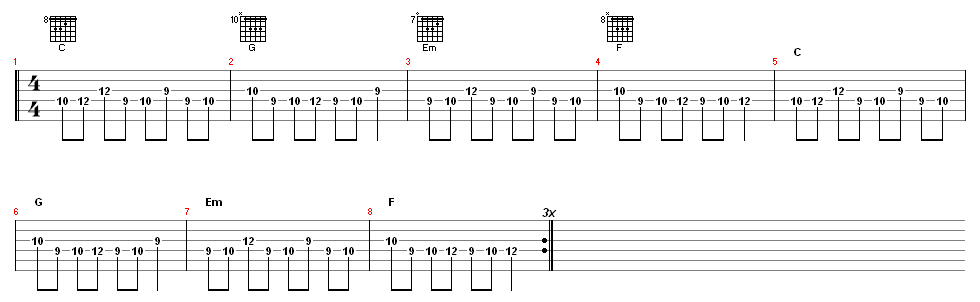 x o x
8 10 7 8
C G Em F
C
1 2 3 4 5
4
12 9 10 9 12 9 10 12 9
10 12 9 10 9 10 9 10 12 9 10 9 10 9 10 9 10 9 10 12 9 10 12 10 12 9 10 9 10
4
G Em F
6 7 8 3x
10 9 12 9 10
9 10 12 9 10 9 10 9 10 9 10 9 10 12 9 10 12